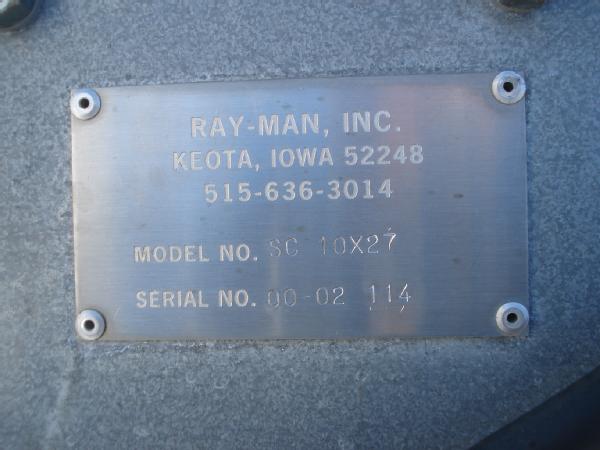 RAY-MAN, INC.
KEOTA, IOWA 52248
515-636-3014
MODEL NO. SC 10X27
SERIAL NO. 00-02 114